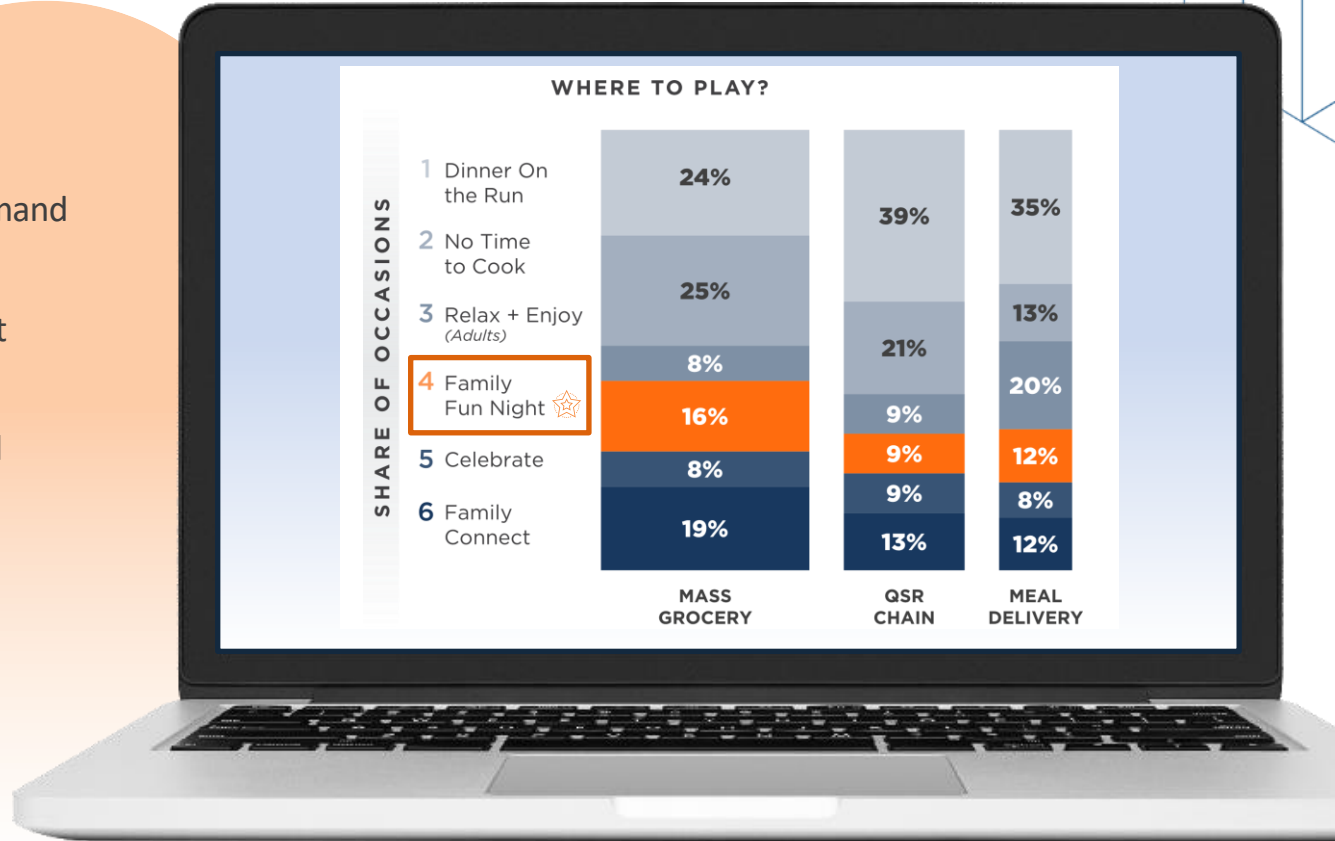 WHERE TO PLAY?
SHARE OF OCCASIONS
1 Dinner On
the Run
2 No Time
to Cook
3 Relax + Enjoy
(Adults)
4 Family
Fun Night
5 Celebrate
6 Family
Connect
24%
25%
8%
16%
8%
19%
39%
21%
9%
9%
9%
13%
35%
13%
20%
12%
8%
12%
MASS
GROCERY
QSR
CHAIN
MEAL
DELIVERY